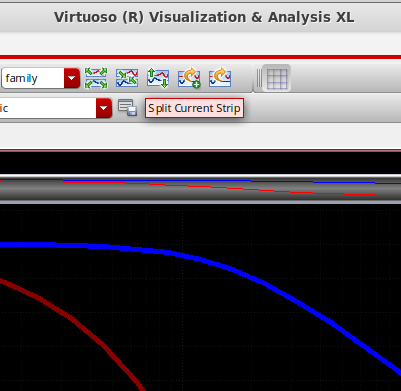 Virtuoso (R) Visualization & Analysis XL
family
ic
Split Current Strip